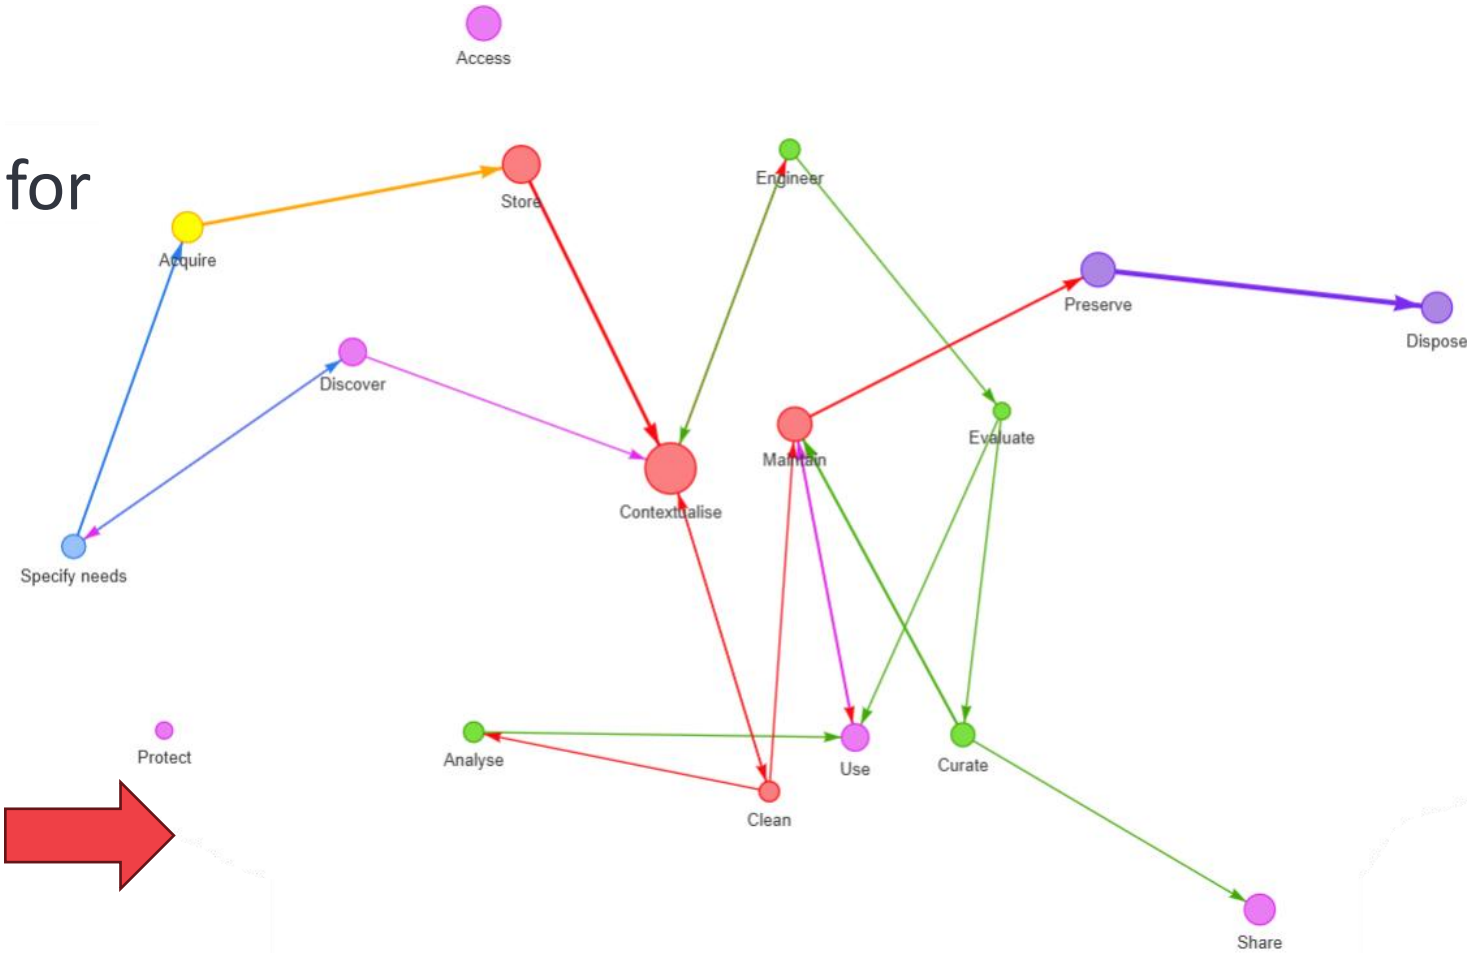 Access
for
Store
Engineer
Acquire
Preserve
Dispose
Discover
Evaluate
Maintain
Contextualise
Specify needs
Protect
Analyse
Use
Curate
Clean
Share